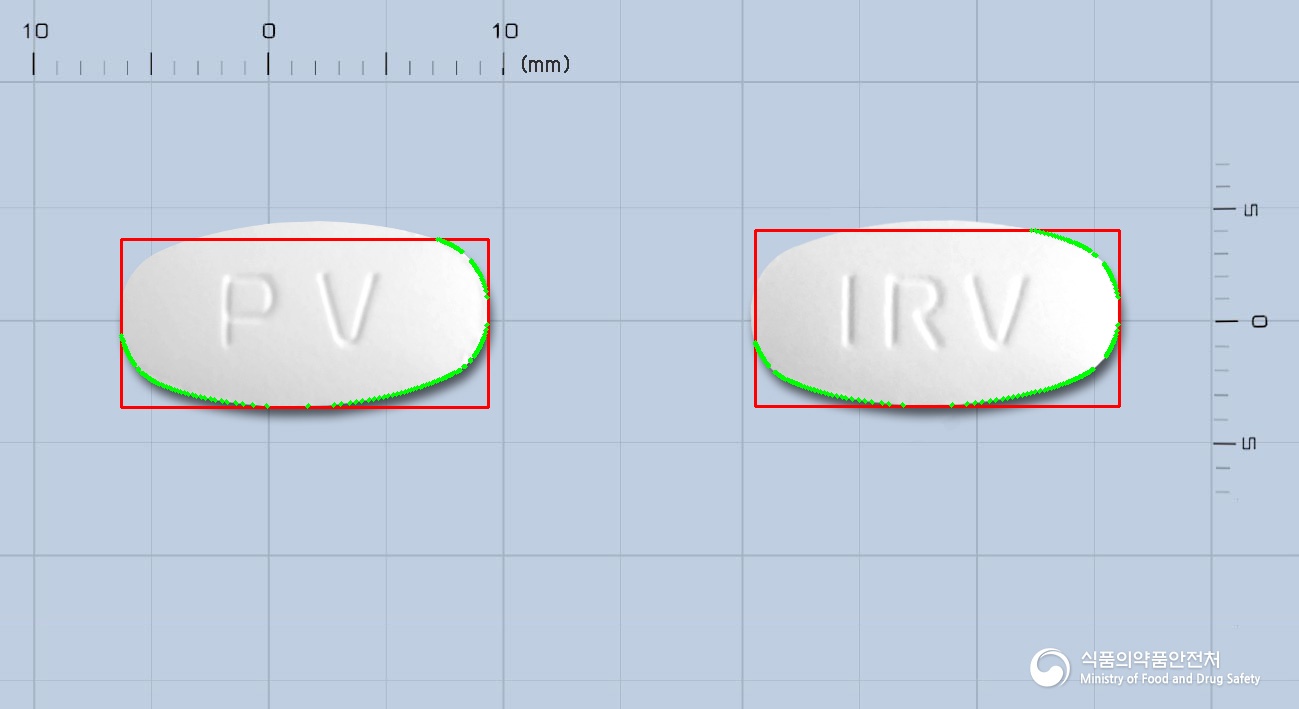 10 0 10
(mm)
P V
IRV
5
0
5
식품의약품안전처
Ministry of Food and Drug Safety